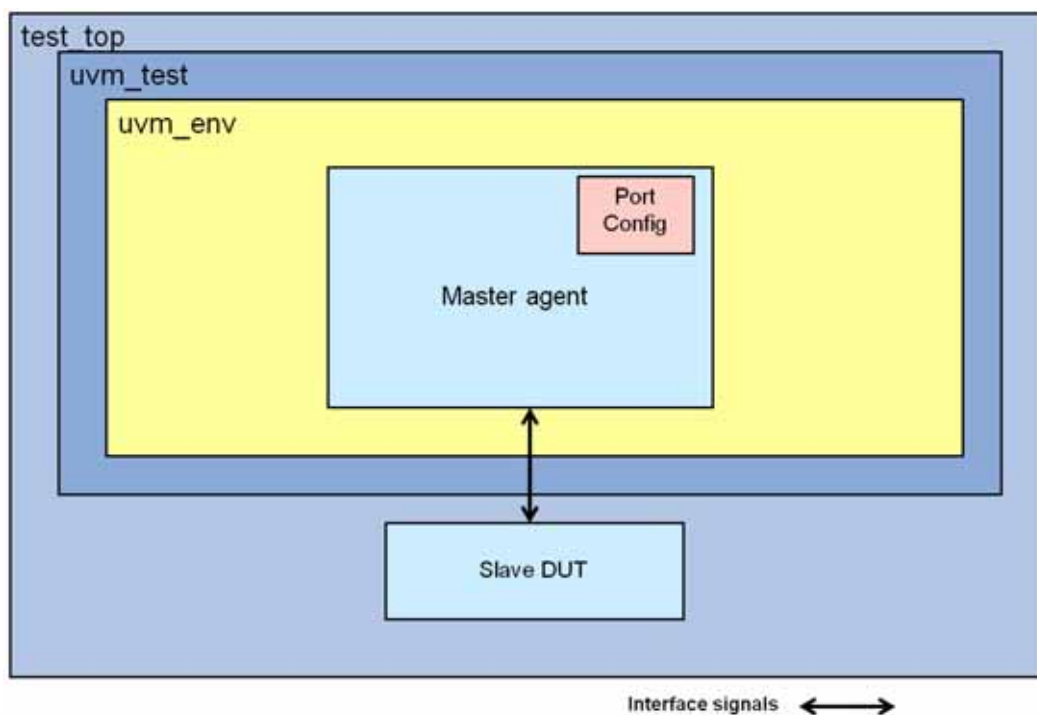 test_top
uvm_test
uvm_env
Port
Config
Master agent
Slave DUT
Interface signals